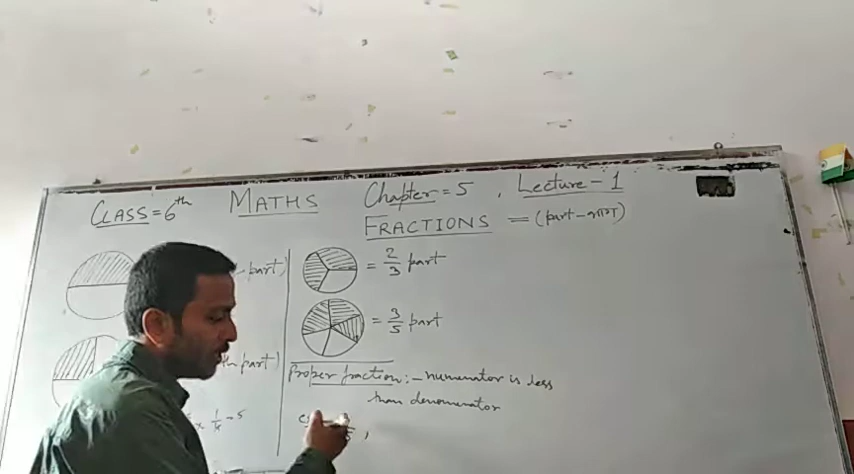 CLASS = 6th MATHS Chapter = 5 , Lecture - 1
FRACTIONS = (part - भाग)
part)
part)
= 2/3 part
= 3/5 part
Proper fraction :- numerator is less
than denomenator